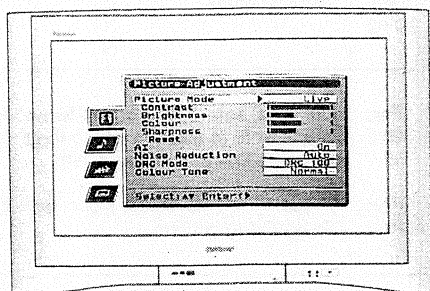 Picture Adjustment
Picture Mode Live
Contrast
Brightness
Colour
Sharpness
Reset
AI On
Noise Reduction Auto
DRC Mode DRC 100
Colour Tone Normal
Select: Enter: